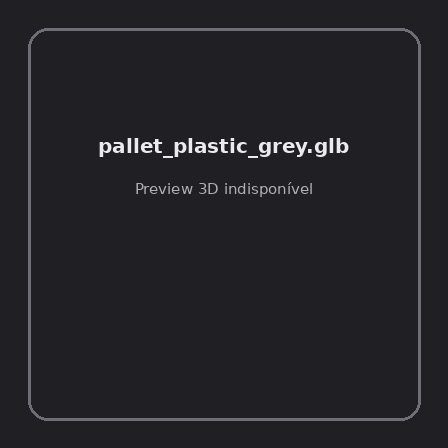 pallet_plastic_grey.glb
Preview 3D indisponível